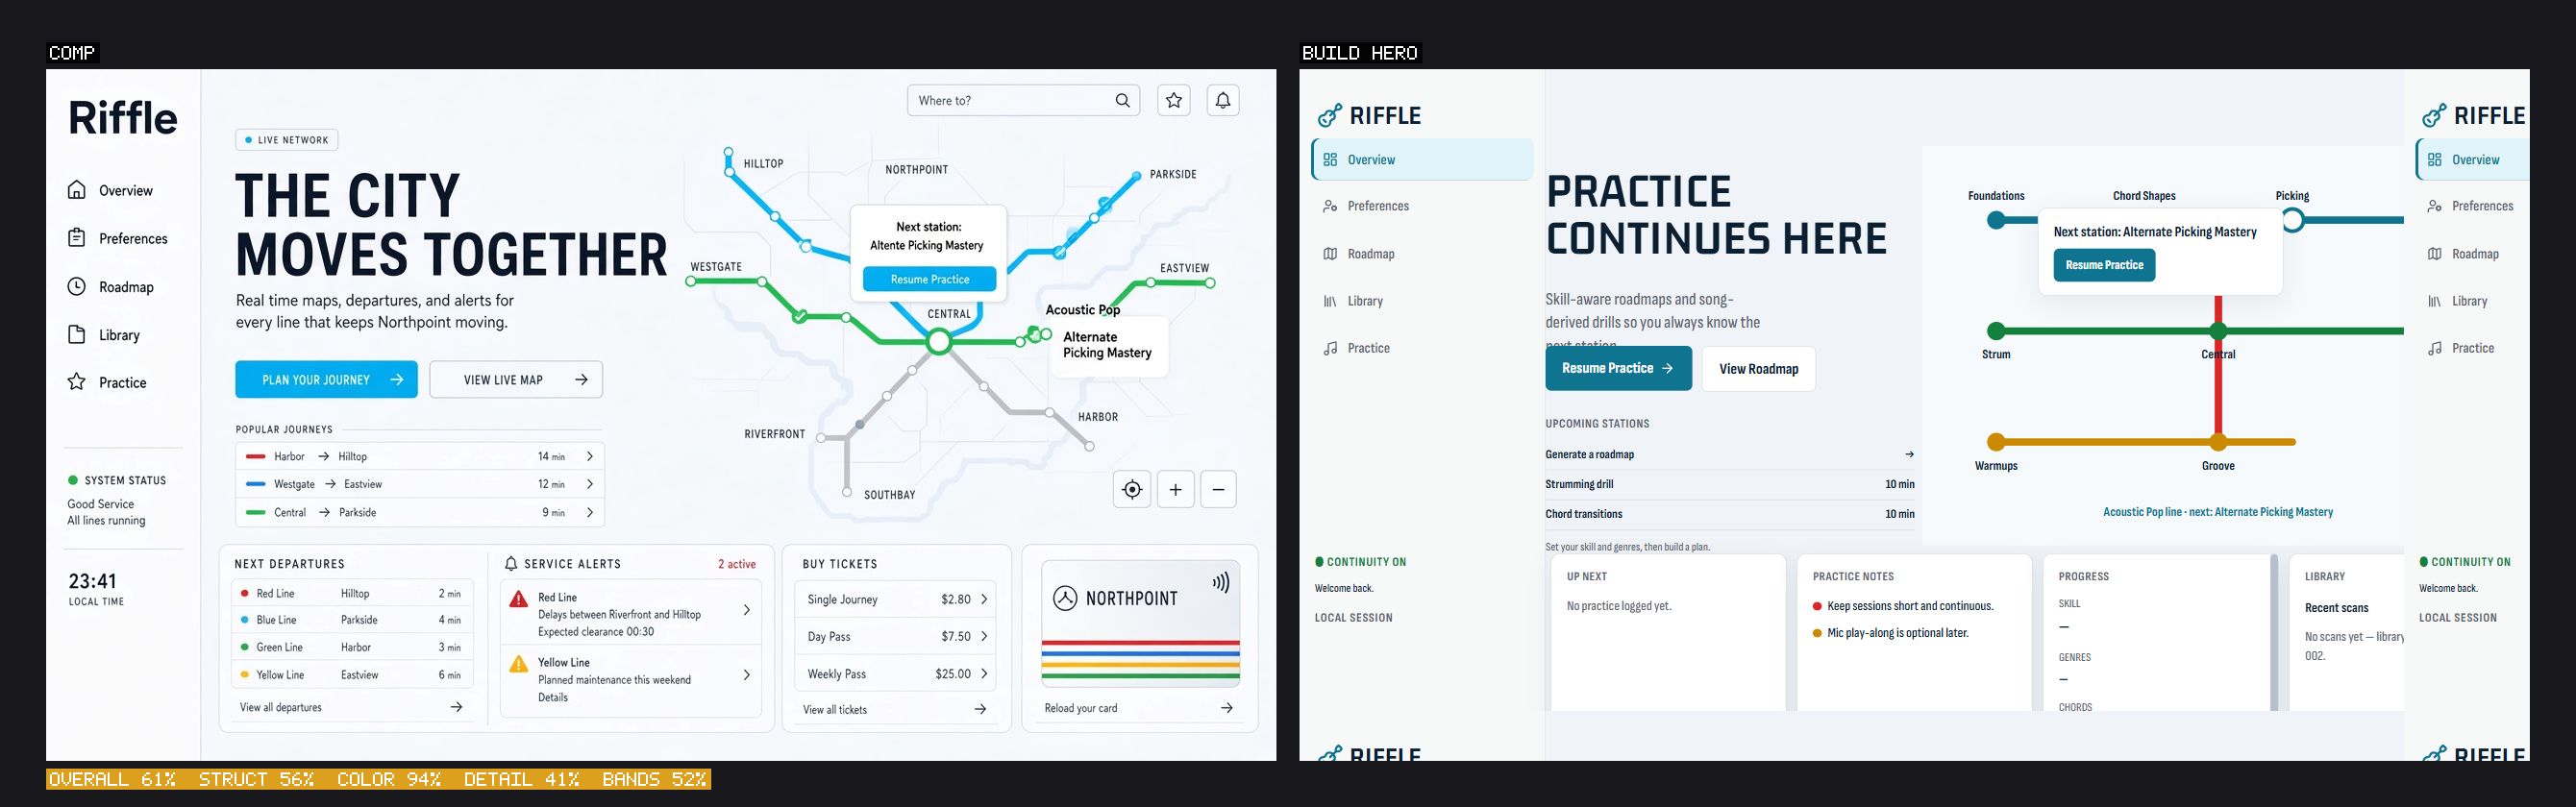 COMP
Riffle
Overview
Preferences
Roadmap
Library
Practice
SYSTEM STATUS
Good Service
All lines running
23:41
LOCAL TIME
Where to?
LIVE NETWORK
THE CITY
MOVES TOGETHER
Real time maps, departures, and alerts for
every line that keeps Northpoint moving.
PLAN YOUR JOURNEY
VIEW LIVE MAP
POPULAR JOURNEYS
Harbor → Hilltop 14 min
Westgate → Eastview 12 min
Central → Parkside 9 min
HILLTOP
NORTHPOINT
PARKSIDE
Next station:
Altente Picking Mastery
Resume Practice
WESTGATE
EASTVIEW
CENTRAL
Acoustic Pop
Alternate
Picking Mastery
HARBOR
RIVERFRONT
SOUTHBAY
NEXT DEPARTURES
Red Line Hilltop 2 min
Blue Line Parkside 4 min
Green Line Harbor 3 min
Yellow Line Eastview 6 min
View all departures
SERVICE ALERTS 2 active
Red Line
Delays between Riverfront and Hilltop
Expected clearance 00:30
Yellow Line
Planned maintenance this weekend
Details
BUY TICKETS
Single Journey $2.80
Day Pass $7.50
Weekly Pass $25.00
View all tickets
NORTHPOINT
Reload your card
OVERALL 61% STRUCT 56% COLOR 94% DETAIL 41% BANDS 52%
BUILD HERO
RIFFLE
Overview
Preferences
Roadmap
Library
Practice
CONTINUITY ON
Welcome back.
LOCAL SESSION
RIFFLE
PRACTICE
CONTINUES HERE
Skill-aware roadmaps and song-
derived drills so you always know the
next station.
Resume Practice →
View Roadmap
UPCOMING STATIONS
Generate a roadmap →
Strumming drill 10 min
Chord transitions 10 min
Set your skill and genres, then build a plan.
Foundations
Chord Shapes
Picking
Next station: Alternate Picking Mastery
Resume Practice
Strum
Central
Warmups
Groove
Acoustic Pop line · next: Alternate Picking Mastery
UP NEXT
No practice logged yet.
PRACTICE NOTES
Keep sessions short and continuous.
Mic play-along is optional later.
PROGRESS
SKILL
—
GENRES
—
CHORDS
LIBRARY
Recent scans
No scans yet — library
002.
RIFFLE
Overview
Preferences
Roadmap
Library
Practice
CONTINUITY ON
Welcome back.
LOCAL SESSION
RIFFLE